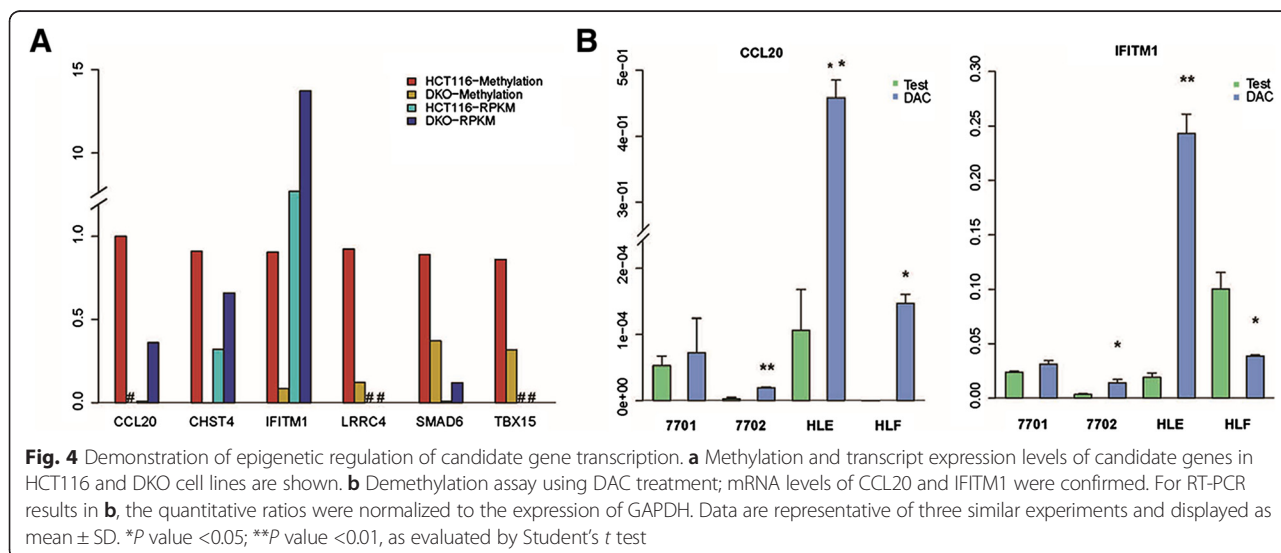 A
15
10
1.0
0.5
0.0
HCT116-Methylation
DKO-Methylation
HCT116-RPKM
DKO-RPKM
#
# #
# #
CCL20 CHST4 IFITM1 LRRC4 SMAD6 TBX15
B
CCL20
5e-01
4e-01
3e-01
2e-04
1e-04
0e+00
Test
DAC
**
* *
*
7701 7702 HLE HLF
IFITM1
0.30
0.25
0.20
0.15
0.10
0.05
0.00
Test
DAC
*
**
*
7701 7702 HLE HLF
Fig. 4 Demonstration of epigenetic regulation of candidate gene transcription. a Methylation and transcript expression levels of candidate genes in
HCT116 and DKO cell lines are shown. b Demethylation assay using DAC treatment; mRNA levels of CCL20 and IFITM1 were confirmed. For RT-PCR
results in b, the quantitative ratios were normalized to the expression of GAPDH. Data are representative of three similar experiments and displayed as
mean ± SD. *P value <0.05; **P value <0.01, as evaluated by Student's t test